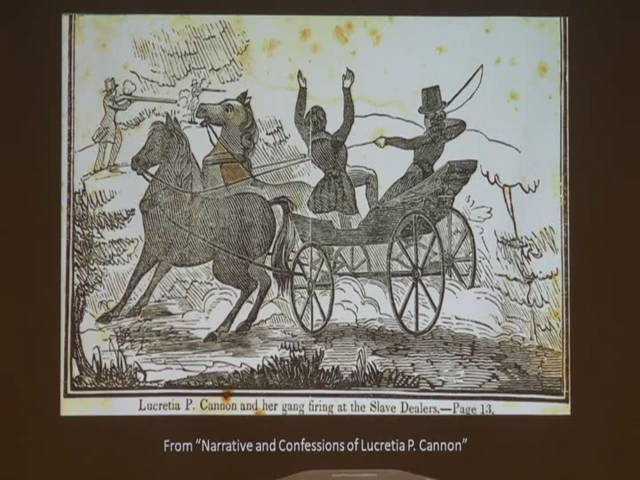 Lucretia P. Cannon and her gang firing at the Slave Dealers.—Page 13.
From “Narrative and Confessions of Lucretia P. Cannon”